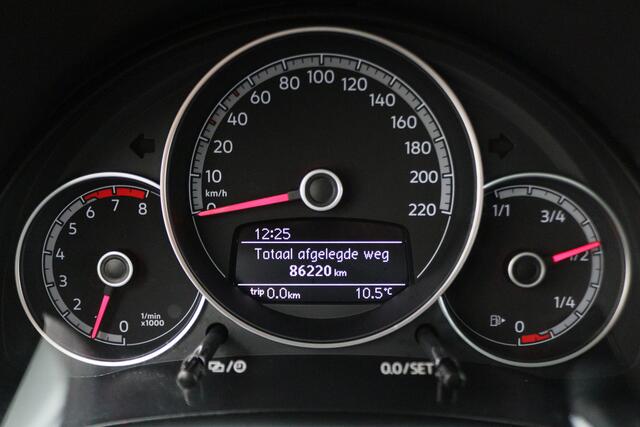 0 1 2 3 4 5 6 7 8
1/min
x1000
0 10 20 40 60 80 100 120 140 160 180 200 220
km/h
12:25
Totaal afgelegde weg
86220 km
trip 0.0 km 10.5°C
1/1 3/4 1/2 1/4 0
0.0/SET